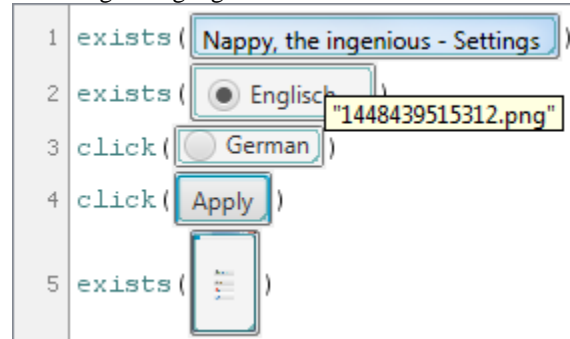 1 exists( Nappy, the ingenious - Settings )
2 exists( Englisch )
"1448439515312.png"
3 click( German )
4 click( Apply )
5 exists( )